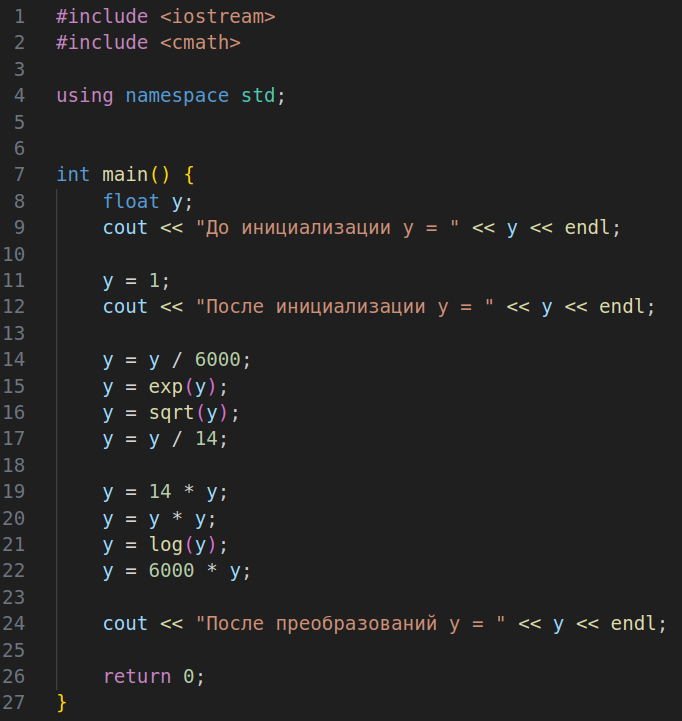 1 #include <iostream>
2 #include <cmath>
3
4 using namespace std;
5
6
7 int main() {
8     float y;
9     cout << "До инициализации y = " << y << endl;
10
11     y = 1;
12     cout << "После инициализации y = " << y << endl;
13
14     y = y / 6000;
15     y = exp(y);
16     y = sqrt(y);
17     y = y / 14;
18
19     y = 14 * y;
20     y = y * y;
21     y = log(y);
22     y = 6000 * y;
23
24     cout << "После преобразований y = " << y << endl;
25
26     return 0;
27 }